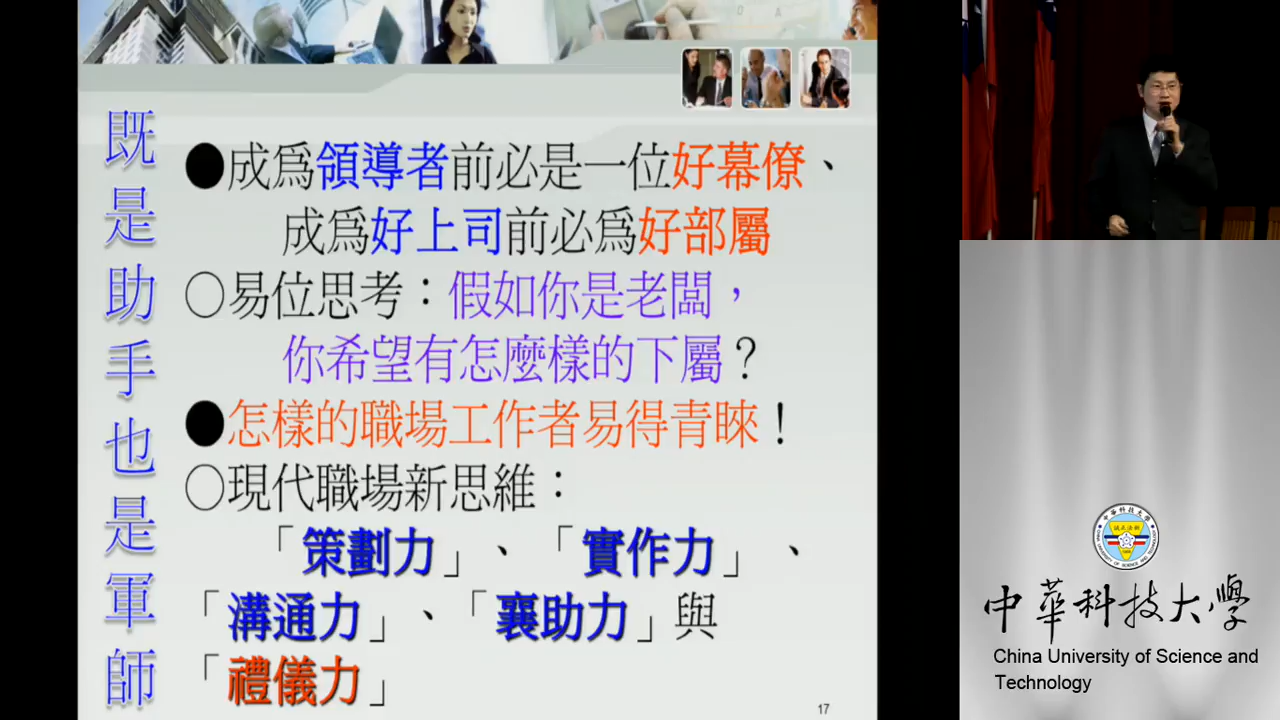 既是助手也是軍師
●成爲領導者前必是一位好幕僚、
成爲好上司前必爲好部屬
○易位思考：假如你是老闆，
你希望有怎麼樣的下屬？
●怎樣的職場工作者易得青睞！
○現代職場新思維：
「策劃力」、「實作力」、
「溝通力」、「襄助力」與
「禮儀力」
17
中華科技大學
China University of Science and
Technology